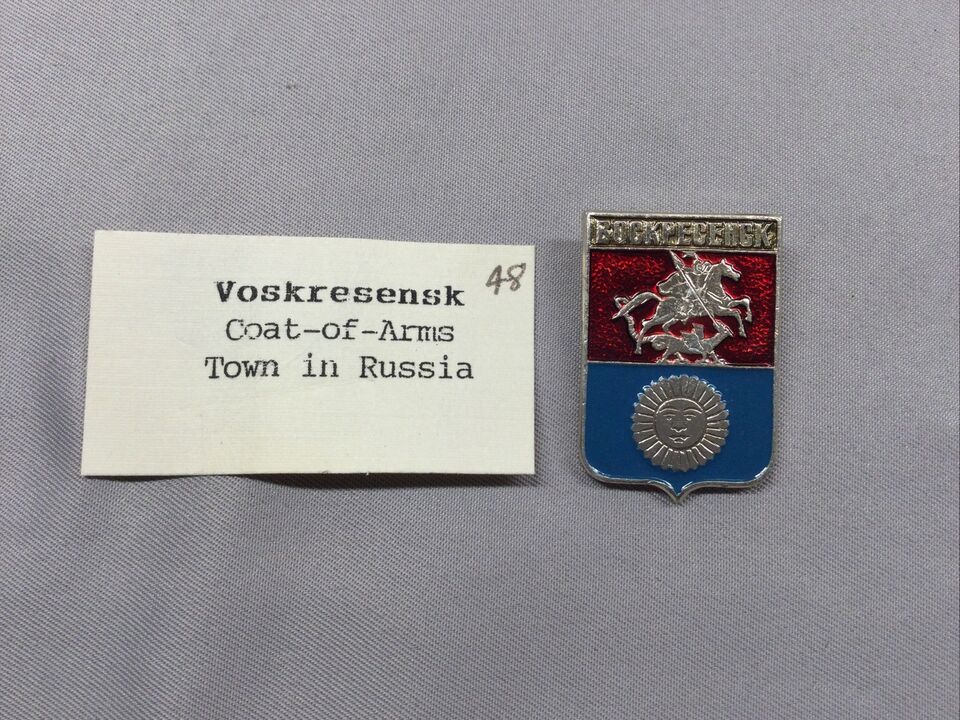 Voskresensk
48
Coat-of-Arms
Town in Russia
ВОСКРЕСЕНСК